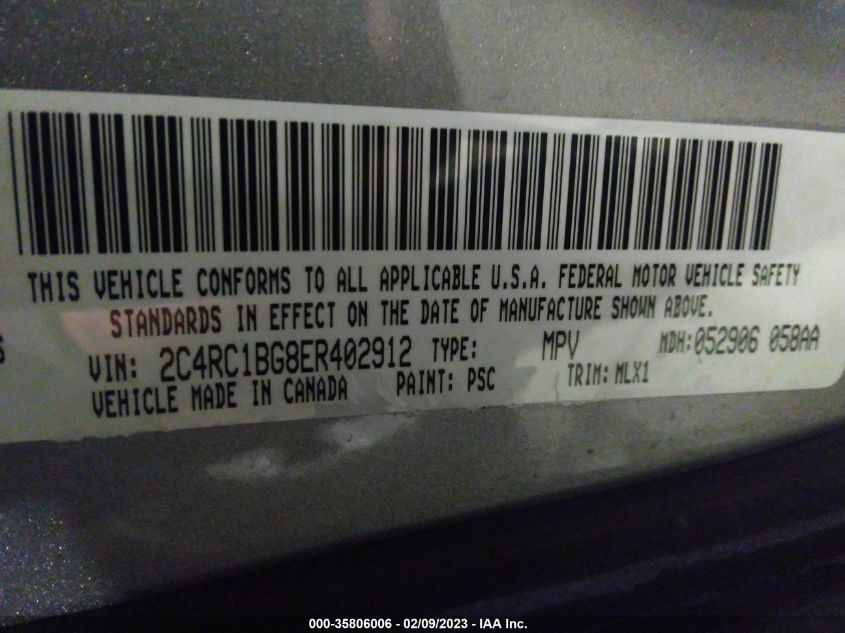 THIS VEHICLE CONFORMS TO ALL APPLICABLE U.S.A. FEDERAL MOTOR VEHICLE SAFETY
STANDARDS IN EFFECT ON THE DATE OF MANUFACTURE SHOWN ABOVE.
S
VIN: 2C4RC1BG8ER402912 TYPE: MPV MDH:052906 058AA
VEHICLE MADE IN CANADA PAINT: PSC TRIM: MLX1
000-35806006 - 02/09/2023 - IAA Inc.